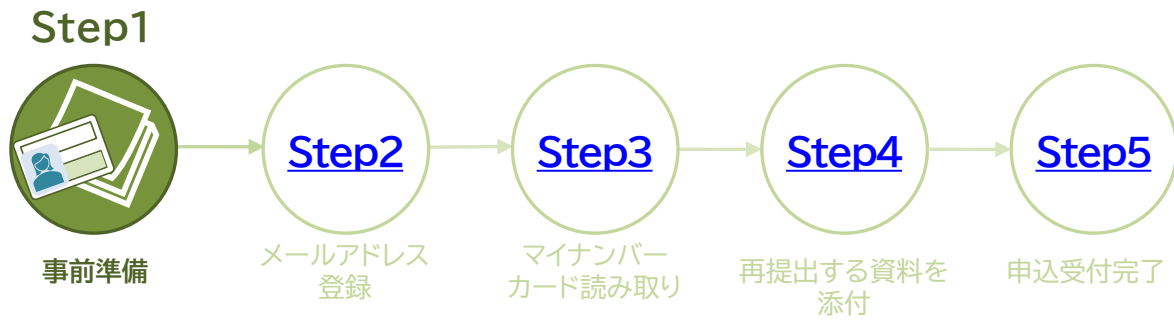 Step1
Step2
Step3
Step4
Step5
事前準備
メールアドレス
登録
マイナンバー
カード読み取り
再提出する資料を
添付
申込受付完了